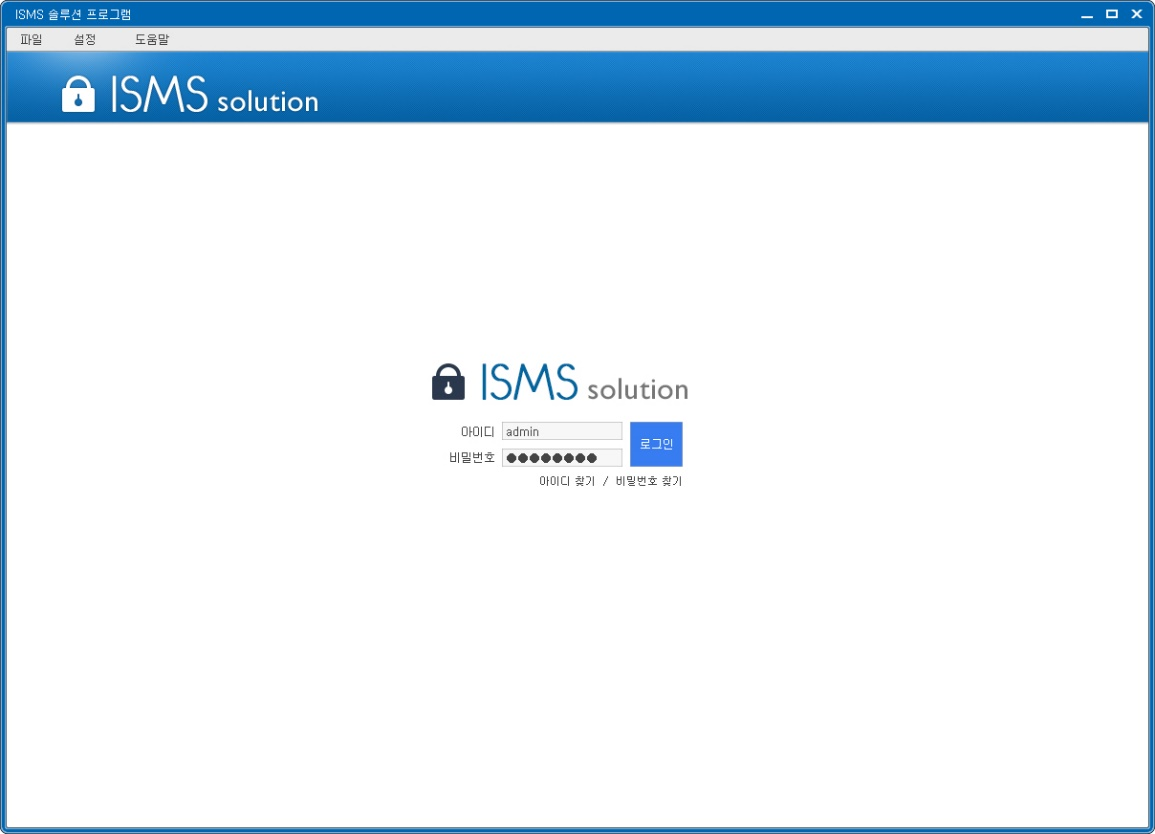 ISMS 솔루션 프로그램
파일 설정 도움말
ISMS solution
ISMS solution
아이디 admin
로그인
비밀번호 ●●●●●●●●
아이디 찾기 / 비밀번호 찾기